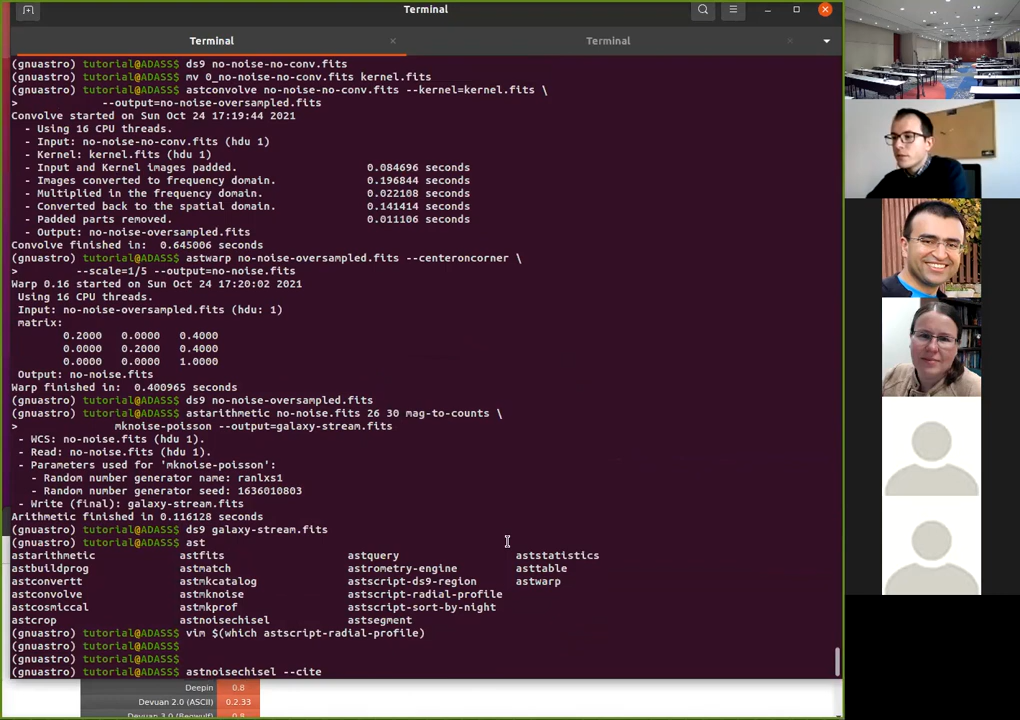 Terminal
Terminal
Terminal
(gnuastro) tutorial@ADASS$ ds9 no-noise-no-conv.fits
(gnuastro) tutorial@ADASS$ mv 0_no-noise-no-conv.fits kernel.fits
(gnuastro) tutorial@ADASS$ astconvolve no-noise-no-conv.fits --kernel=kernel.fits \
> --output=no-noise-oversampled.fits
Convolve started on Sun Oct 24 17:19:44 2021
- Using 16 CPU threads.
- Input: no-noise-no-conv.fits (hdu 1)
- Kernel: kernel.fits (hdu 1)
- Input and Kernel images padded. 0.084696 seconds
- Images converted to frequency domain. 0.196844 seconds
- Multiplied in the frequency domain. 0.022108 seconds
- Converted back to the spatial domain. 0.141414 seconds
- Padded parts removed. 0.011106 seconds
- Output: no-noise-oversampled.fits
Convolve finished in: 0.645006 seconds
(gnuastro) tutorial@ADASS$ astwarp no-noise-oversampled.fits --centeroncorner \
> --scale=1/5 --output=no-noise.fits
Warp 0.16 started on Sun Oct 24 17:20:02 2021
Using 16 CPU threads.
Input: no-noise-oversampled.fits (hdu: 1)
matrix:
0.2000 0.0000 0.4000
0.0000 0.2000 0.4000
0.0000 0.0000 1.0000
Output: no-noise.fits
Warp finished in: 0.400965 seconds
(gnuastro) tutorial@ADASS$ ds9 no-noise-oversampled.fits
(gnuastro) tutorial@ADASS$ astarithmetic no-noise.fits 26 30 mag-to-counts \
> mknoise-poisson --output=galaxy-stream.fits
- WCS: no-noise.fits (hdu 1).
- Read: no-noise.fits (hdu 1).
- Parameters used for 'mknoise-poisson':
- Random number generator name: ranlxs1
- Random number generator seed: 1636010803
- Write (final): galaxy-stream.fits
Arithmetic finished in 0.116128 seconds
(gnuastro) tutorial@ADASS$ ds9 galaxy-stream.fits
(gnuastro) tutorial@ADASS$ ast
astarithmetic astfits astquery aststatistics
astbuildprog astmatch astrometry-engine asttable
astconvertt astmkcatalog astscript-ds9-region astwarp
astconvolve astmknoise astscript-radial-profile
astcosmiccal astmkprof astscript-sort-by-night
astcrop astnoisechisel astsegment
(gnuastro) tutorial@ADASS$ vim $(which astscript-radial-profile)
(gnuastro) tutorial@ADASS$
(gnuastro) tutorial@ADASS$
(gnuastro) tutorial@ADASS$ astnoisechisel --cite
Deepin 0.8
Devuan 2.0 (ASCII) 0.2.33
Devuan 3.0 (Beowulf) 0.8